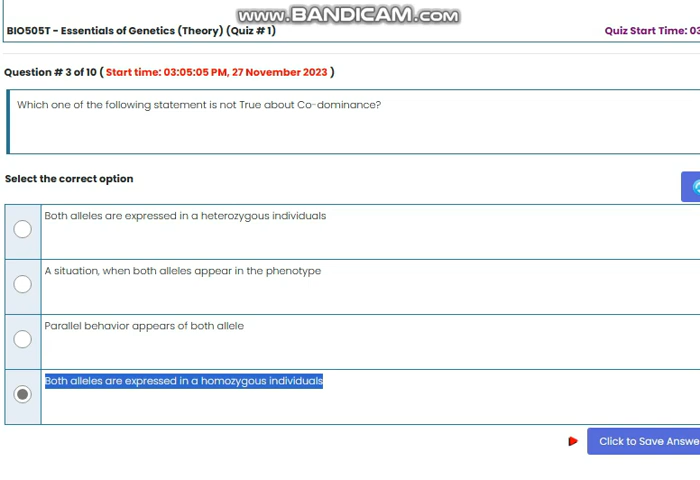 www.BANDICAM.com
BIO505T - Essentials of Genetics (Theory) (Quiz # 1)
Quiz Start Time: 03
Question # 3 of 10 ( Start time: 03:05:05 PM, 27 November 2023 )
Which one of the following statement is not True about Co-dominance?
Select the correct option
Both alleles are expressed in a heterozygous individuals
A situation, when both alleles appear in the phenotype
Parallel behavior appears of both allele
Both alleles are expressed in a homozygous individuals
Click to Save Answe